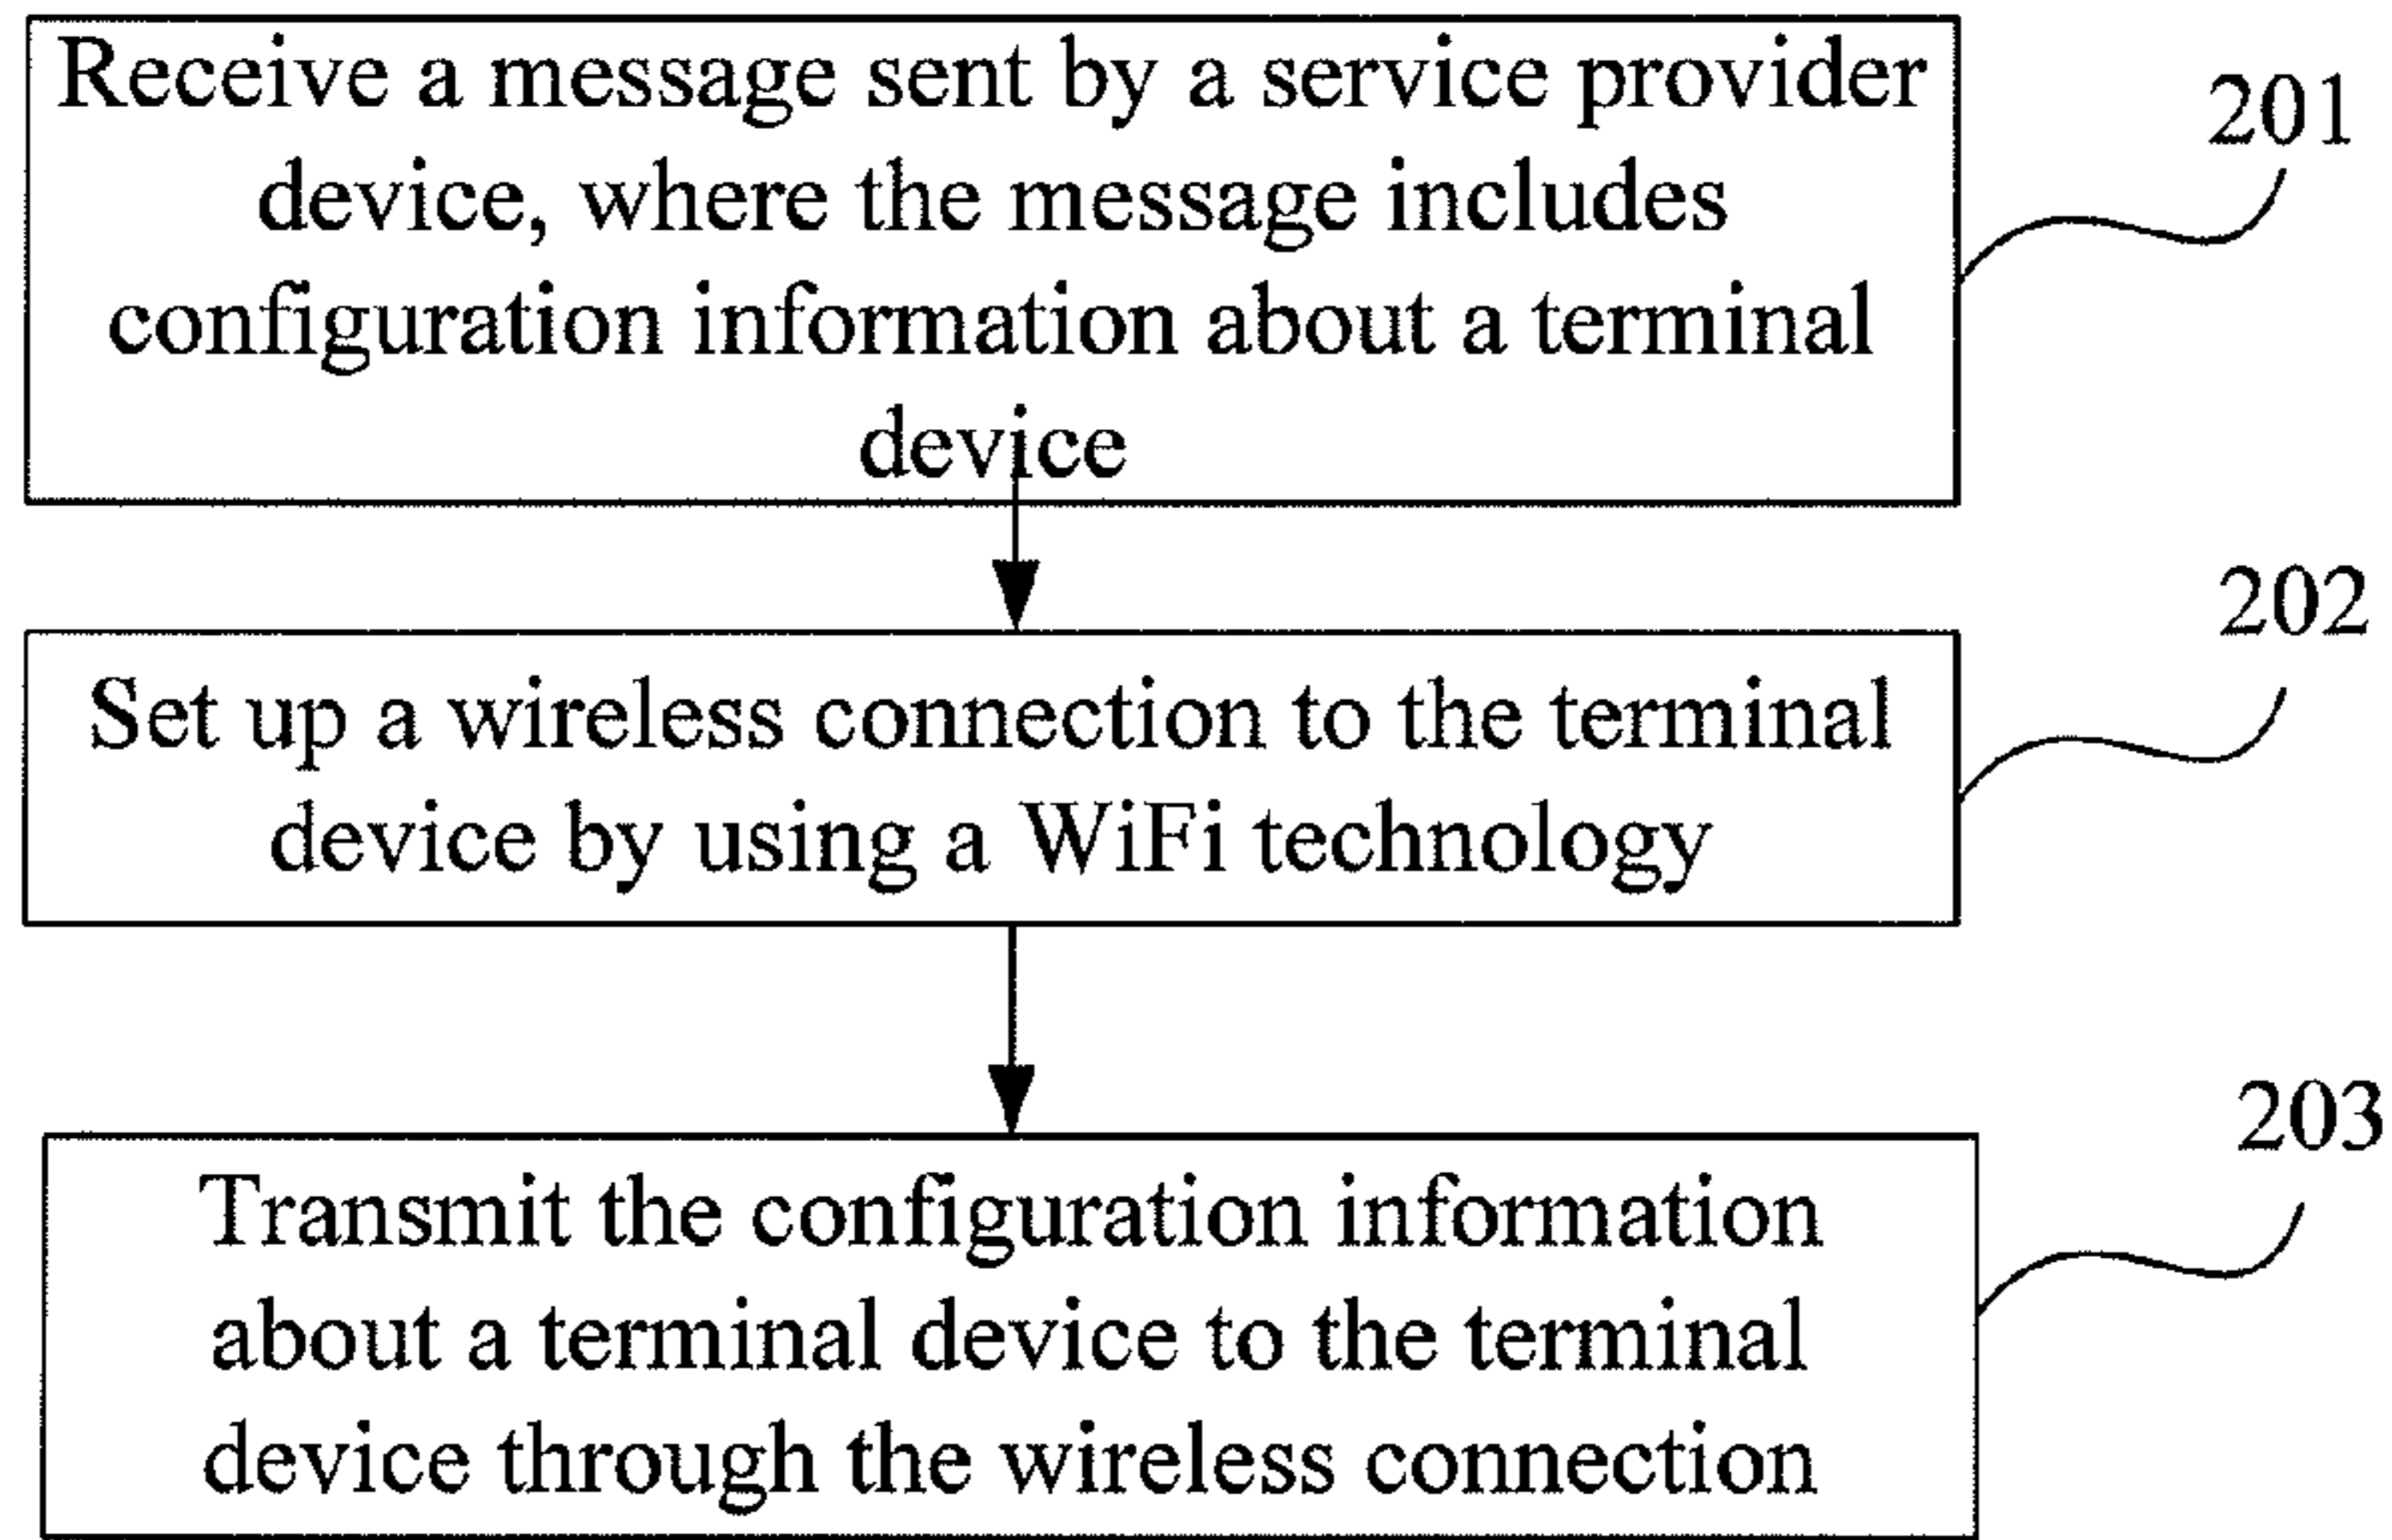 Receive a message sent by a service provider
device, where the message includes
configuration information about a terminal
device
201
Set up a wireless connection to the terminal
device by using a WiFi technology
202
Transmit the configuration information
about a terminal device to the terminal
device through the wireless connection
203